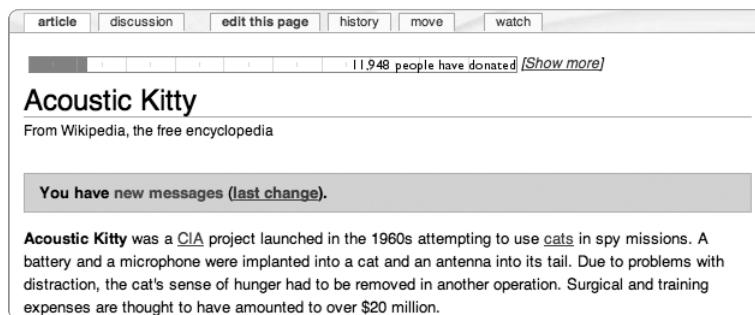 article discussion edit this page history move watch
11,948 people have donated [Show more]
Acoustic Kitty
From Wikipedia, the free encyclopedia
You have new messages (last change).
Acoustic Kitty was a CIA project launched in the 1960s attempting to use cats in spy missions. A
battery and a microphone were implanted into a cat and an antenna into its tail. Due to problems with
distraction, the cat's sense of hunger had to be removed in another operation. Surgical and training
expenses are thought to have amounted to over $20 million.